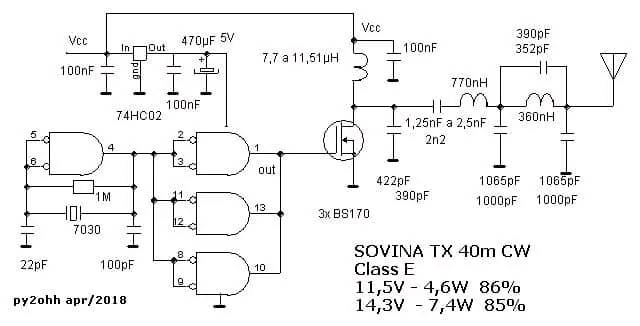 Vcc
In
Out
gnd
470µF
5V
100nF
100nF
74HC02
7,7 a 11,51µH
Vcc
100nF
390pF
352pF
770nH
360nH
1,25nF a 2,5nF
2n2
422pF
390pF
1065pF
1000pF
1065pF
1000pF
3x BS170
5
6
4
1M
7030
22pF
100pF
2
3
1
out
11
12
13
8
9
10
SOVINA TX 40m CW
Class E
11,5V - 4,6W 86%
14,3V - 7,4W 85%
py2ohh apr/2018